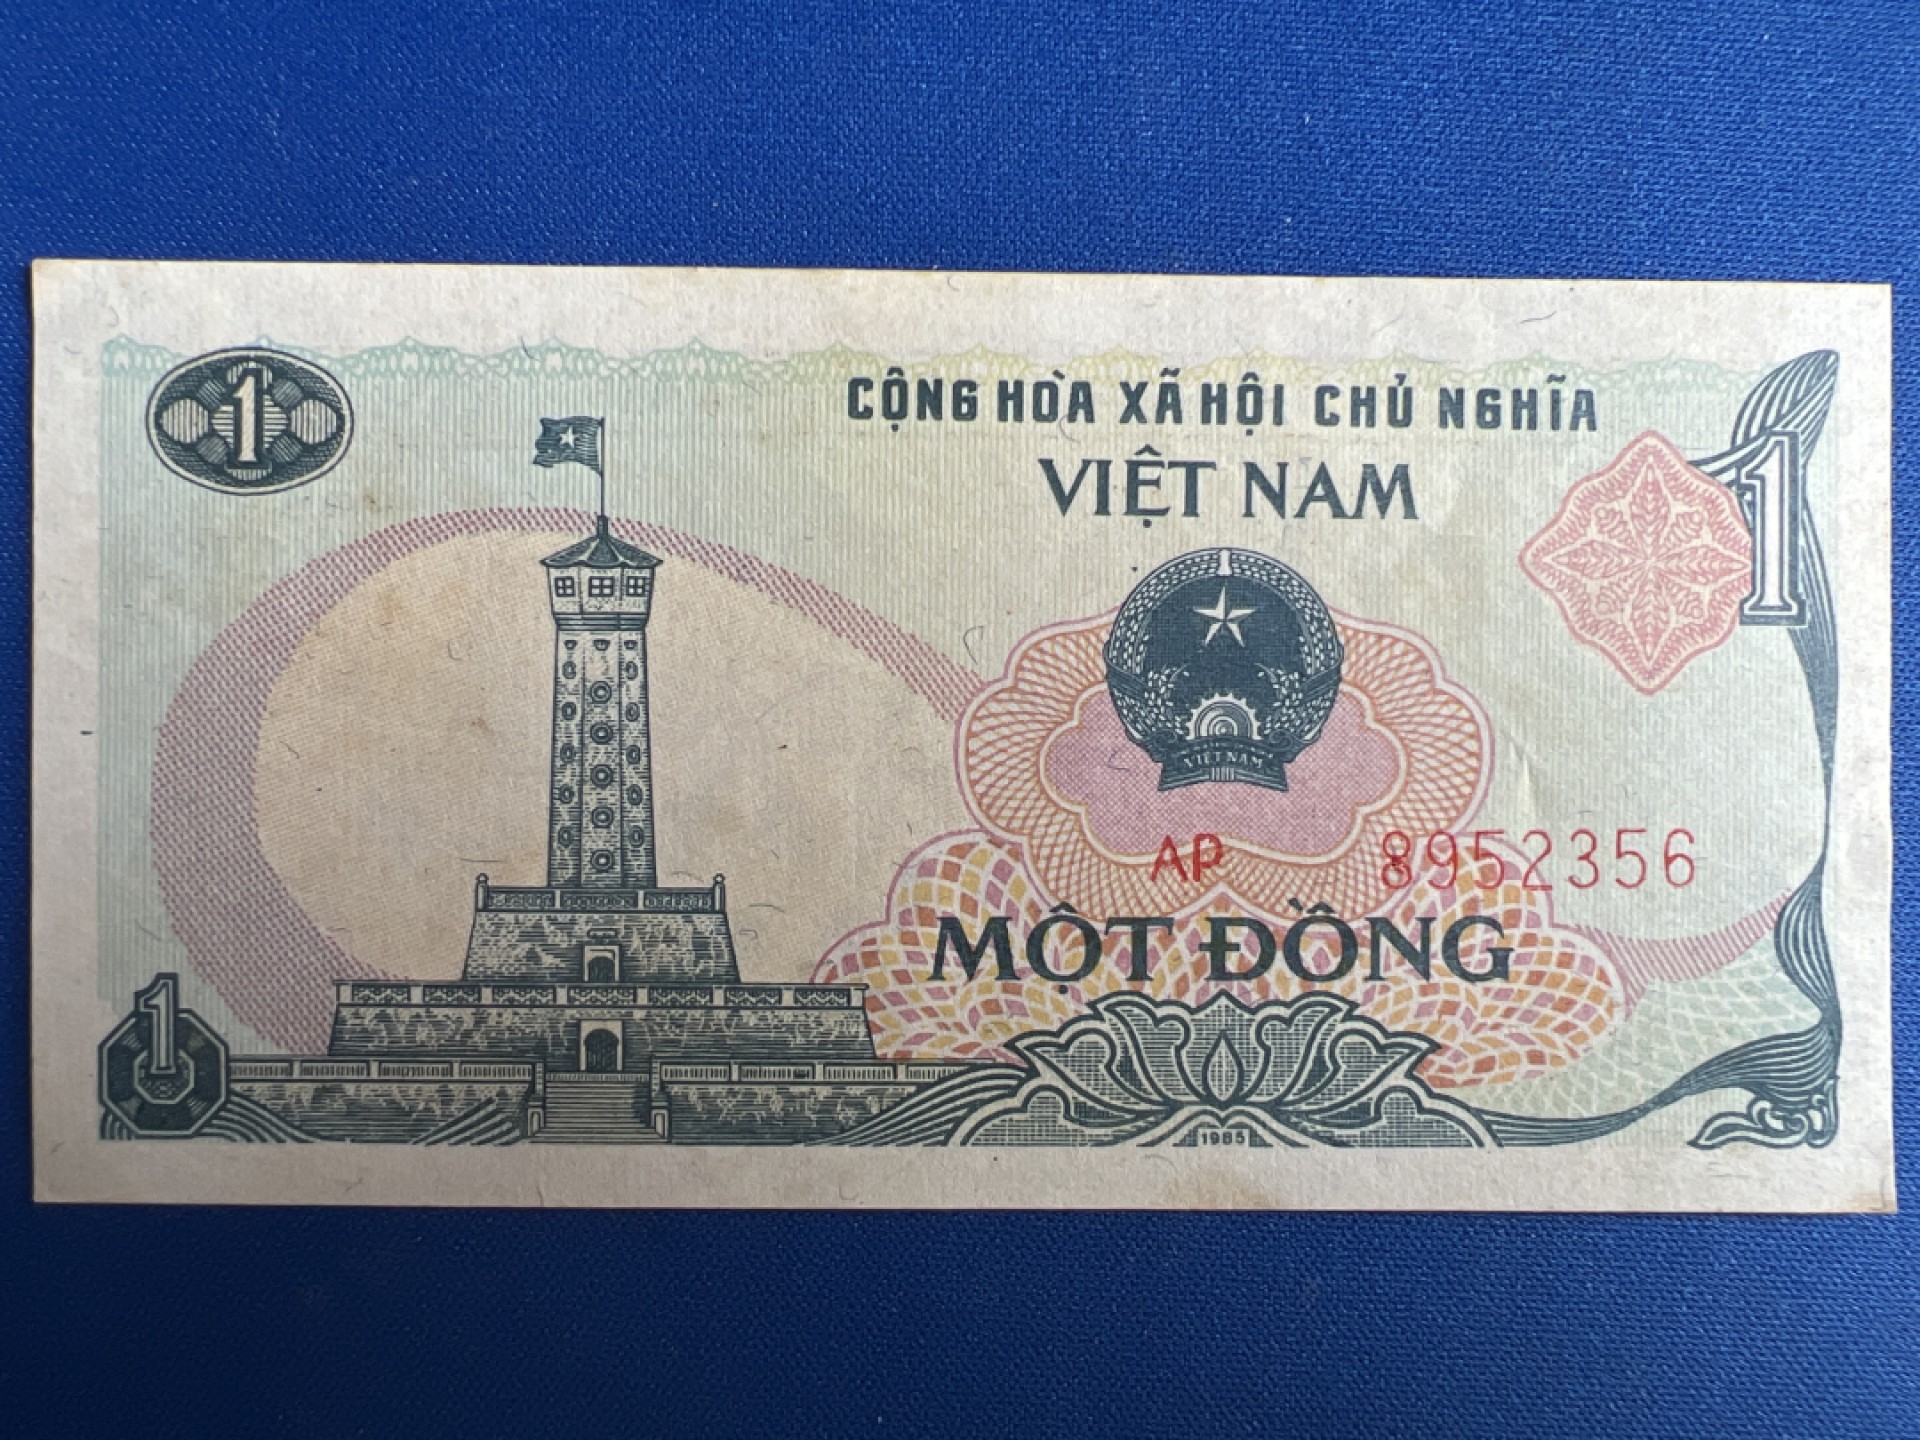 1
CỘNG HÒA XÃ HỘI CHỦ NGHĨA
VIỆT NAM
1
VIỆT NAM
AP 8952356
MỘT ĐỒNG
1
1985